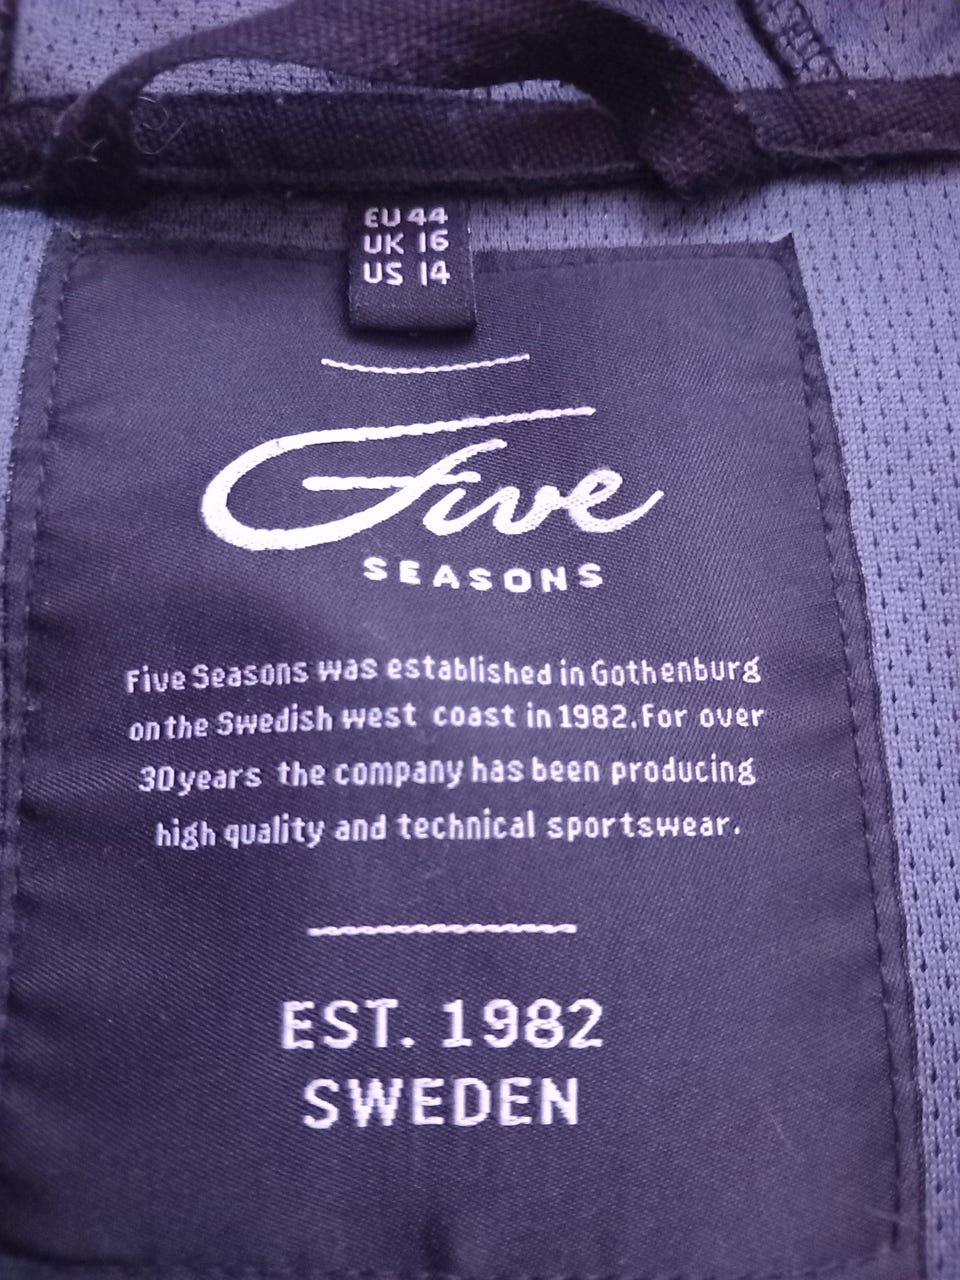 EU 44
UK 16
US 14
Five
SEASONS
Five Seasons was established in Gothenburg
on the Swedish west coast in 1982. For over
30 years the company has been producing
high quality and technical sportswear.
EST. 1982
SWEDEN